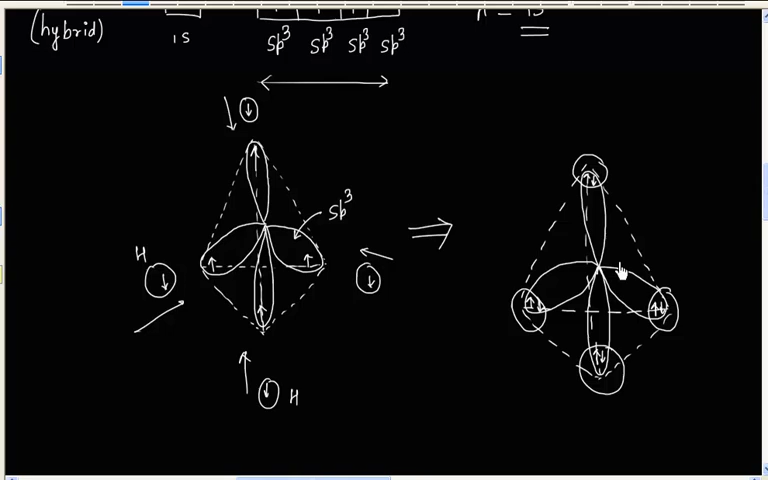 (hybrid)
1s
sp³ sp³ sp³ sp³
sp³
H
H